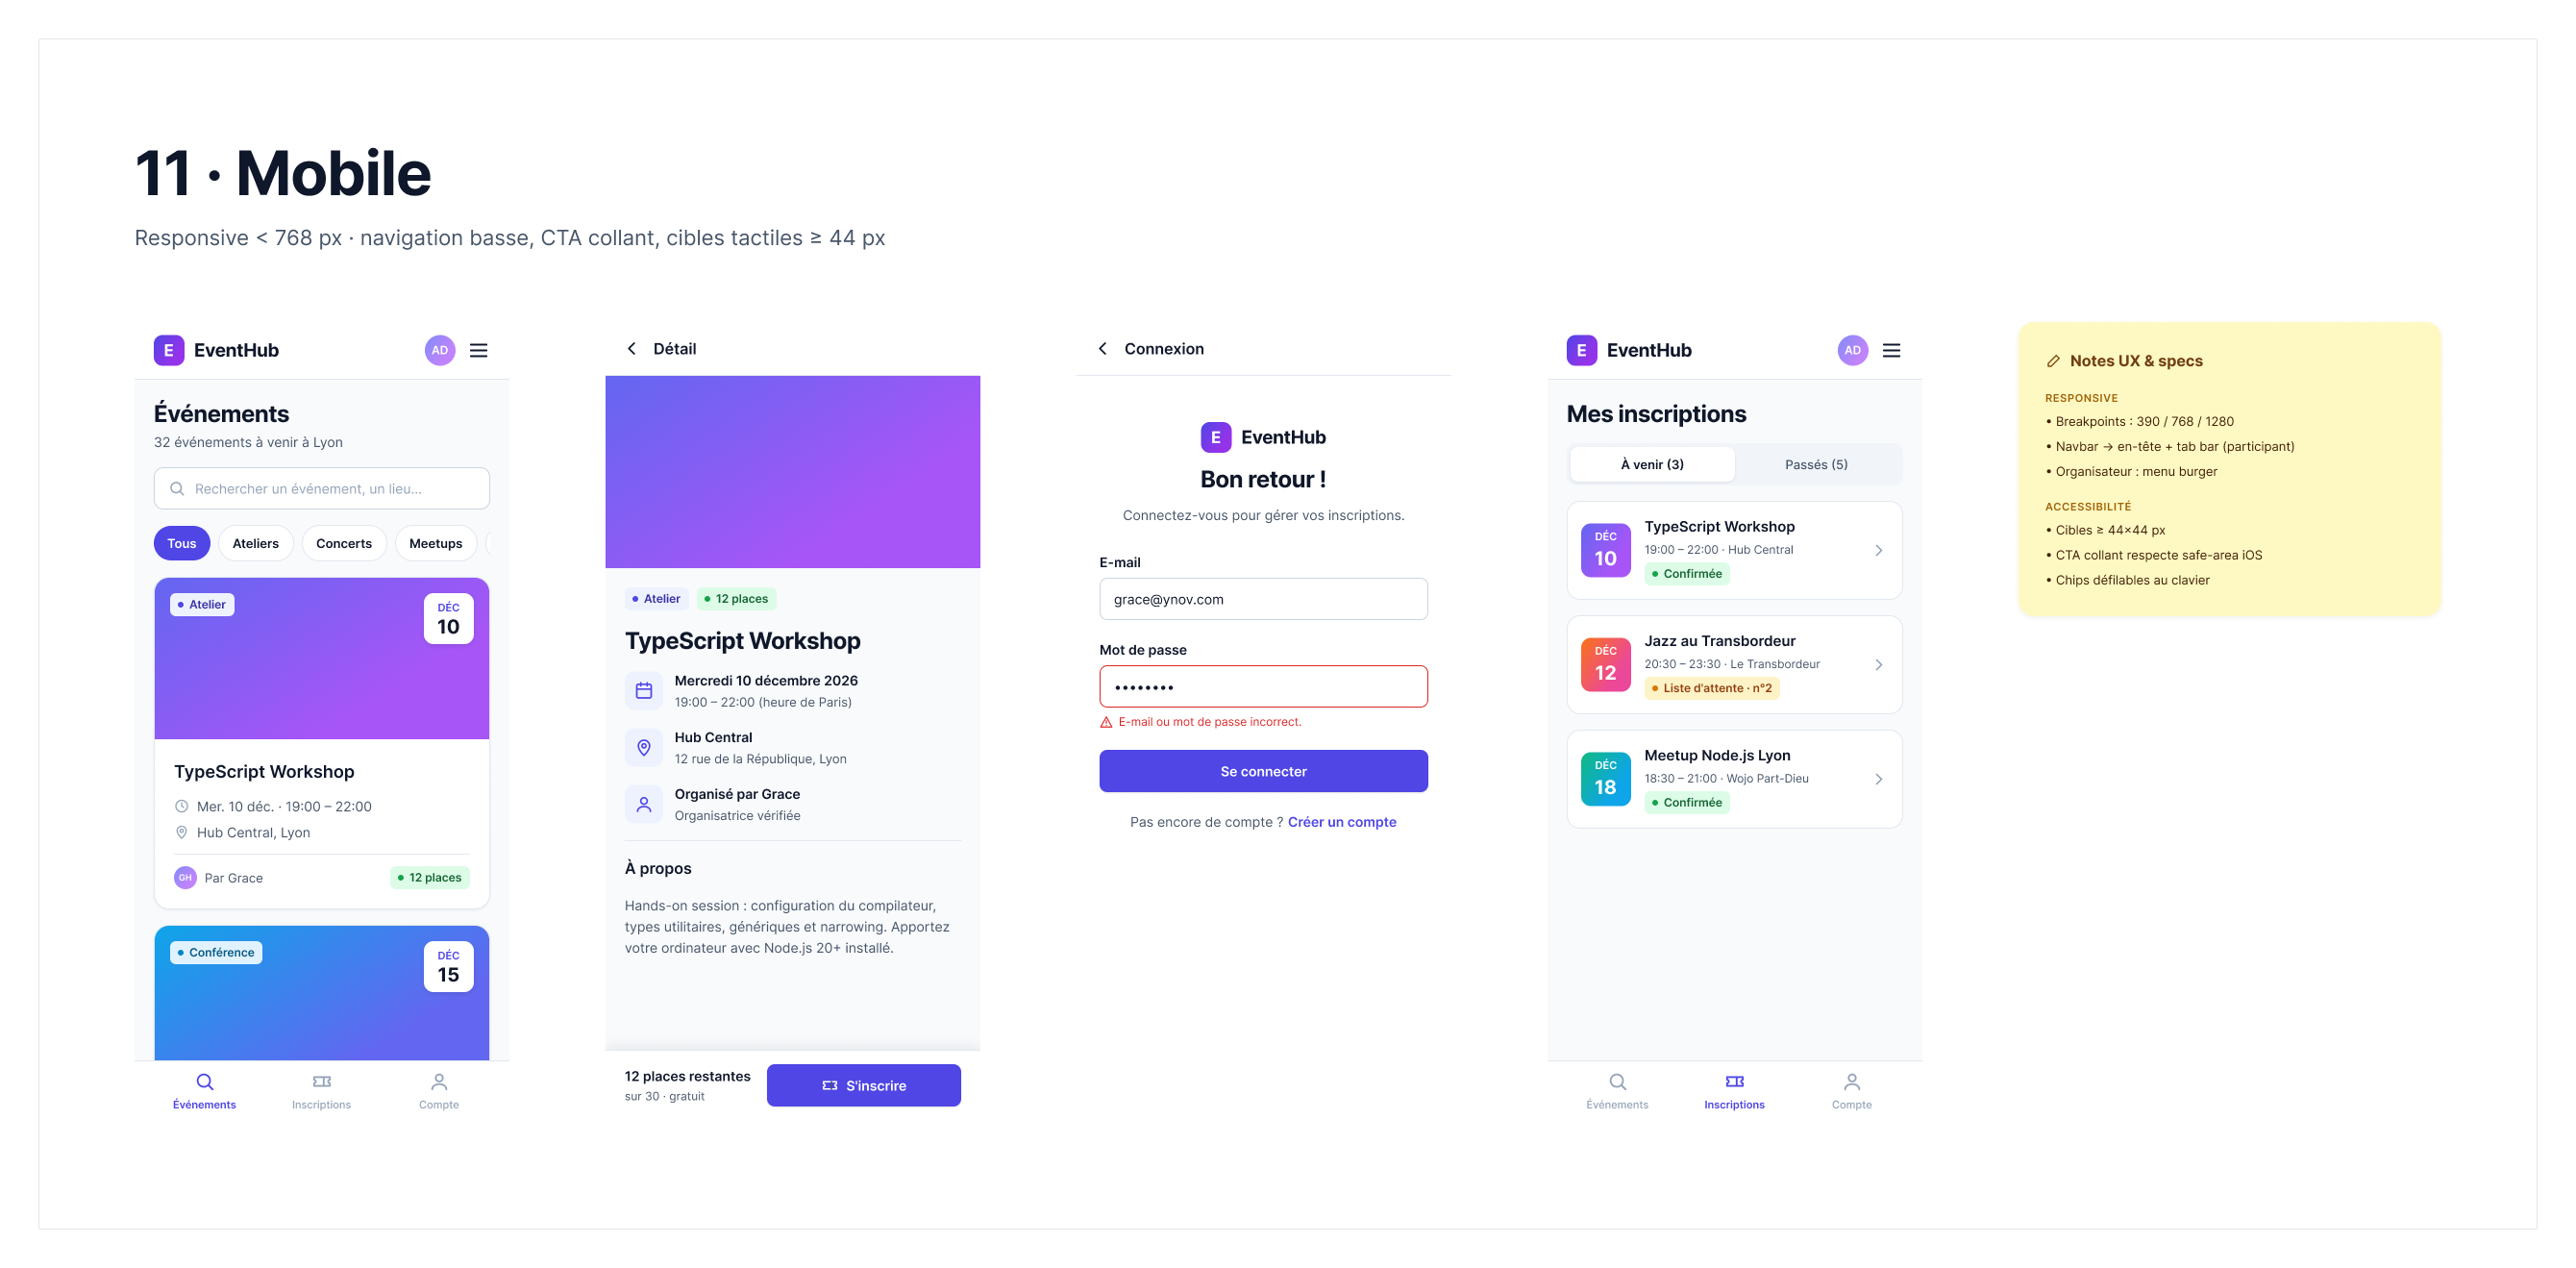 11 · Mobile
Responsive < 768 px · navigation basse, CTA collant, cibles tactiles ≥ 44 px
E EventHub
AD
Événements
32 événements à venir à Lyon
Rechercher un événement, un lieu...
Tous
Ateliers
Concerts
Meetups
Atelier
DÉC
10
TypeScript Workshop
Mer. 10 déc. · 19:00 – 22:00
Hub Central, Lyon
GH
Par Grace
12 places
Conférence
DÉC
15
Événements
Inscriptions
Compte
Détail
Atelier
12 places
TypeScript Workshop
Mercredi 10 décembre 2026
19:00 – 22:00 (heure de Paris)
Hub Central
12 rue de la République, Lyon
Organisé par Grace
Organisatrice vérifiée
À propos
Hands-on session : configuration du compilateur,
types utilitaires, génériques et narrowing. Apportez
votre ordinateur avec Node.js 20+ installé.
12 places restantes
sur 30 · gratuit
S'inscrire
Connexion
E EventHub
Bon retour !
Connectez-vous pour gérer vos inscriptions.
E-mail
grace@ynov.com
Mot de passe
••••••••
E-mail ou mot de passe incorrect.
Se connecter
Pas encore de compte ? Créer un compte
E EventHub
AD
Mes inscriptions
À venir (3)
Passés (5)
DÉC
10
TypeScript Workshop
19:00 – 22:00 · Hub Central
Confirmée
DÉC
12
Jazz au Transbordeur
20:30 – 23:30 · Le Transbordeur
Liste d'attente · n°2
DÉC
18
Meetup Node.js Lyon
18:30 – 21:00 · Wojo Part-Dieu
Confirmée
Événements
Inscriptions
Compte
Notes UX & specs
RESPONSIVE
• Breakpoints : 390 / 768 / 1280
• Navbar → en-tête + tab bar (participant)
• Organisateur : menu burger
ACCESSIBILITÉ
• Cibles ≥ 44×44 px
• CTA collant respecte safe-area iOS
• Chips défilables au clavier